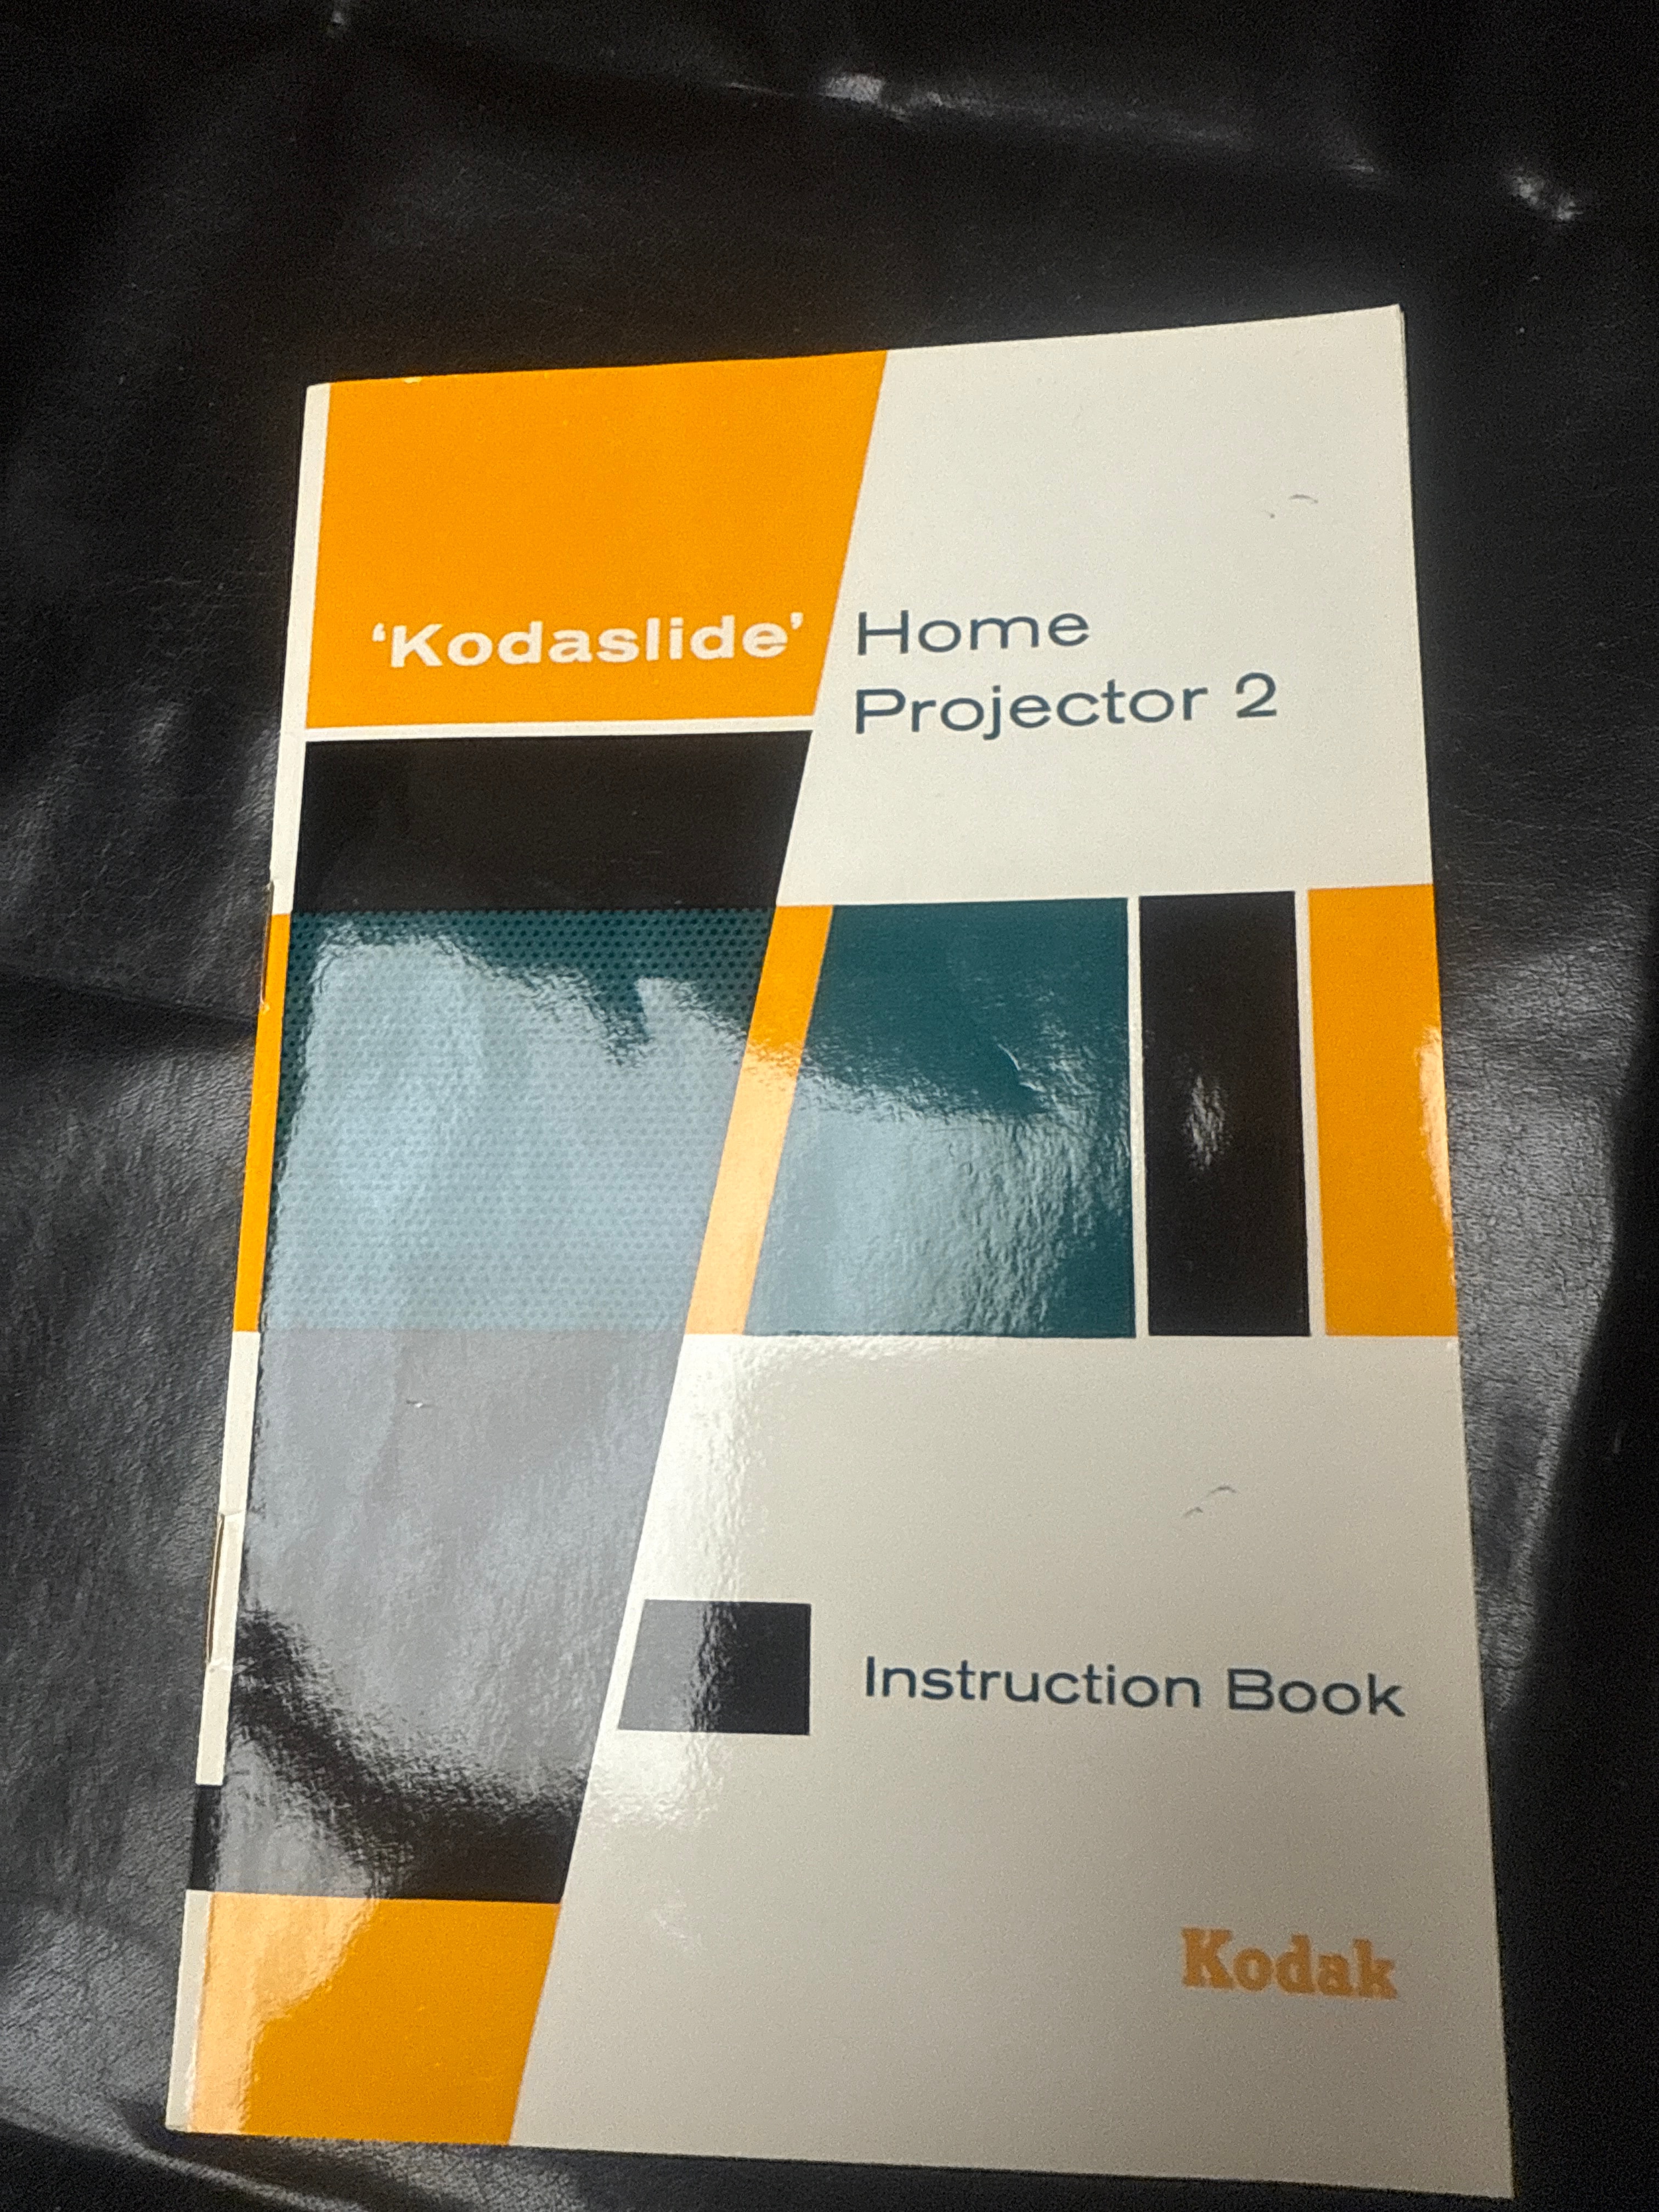 ‘Kodaslide’ Home
Projector 2
Instruction Book
Kodak